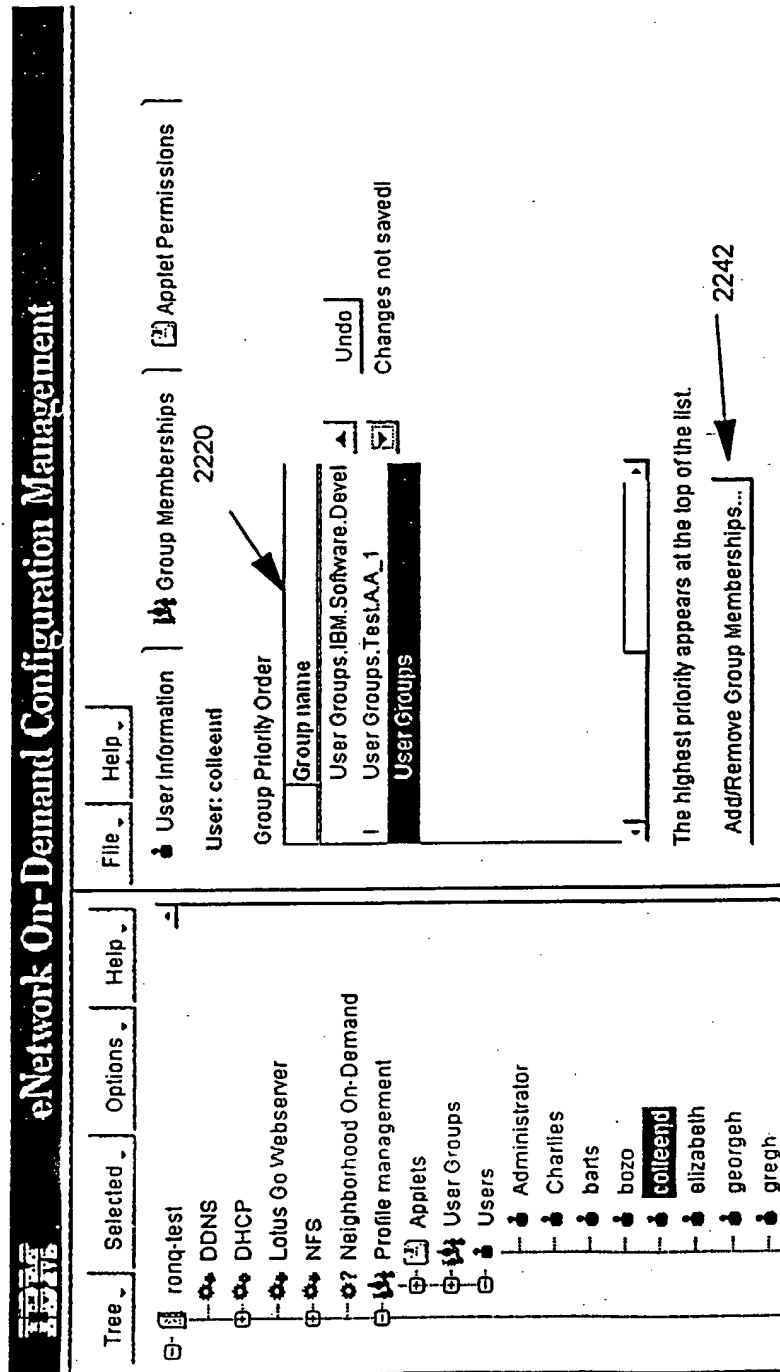 IBM
eNetwork On-Demand Configuration Management
Tree
Selected
Options
Help
ronq-test
DDNS
DHCP
Lotus Go Webserver
NFS
Neighborhood On-Demand
Profile management
Applets
User Groups
Users
Administrator
Charlies
barts
bozo
colleend
elizabeth
georgeh
gregh
File
Help
User Information
Group Memberships
Applet Permissions
User: colleend
2220
Group Priority Order
Group name
User Groups.IBM.Software.Devel
User Groups.Test.AA_1
User Groups
Undo
Changes not saved!
The highest priority appears at the top of the list.
Add/Remove Group Memberships...
2242